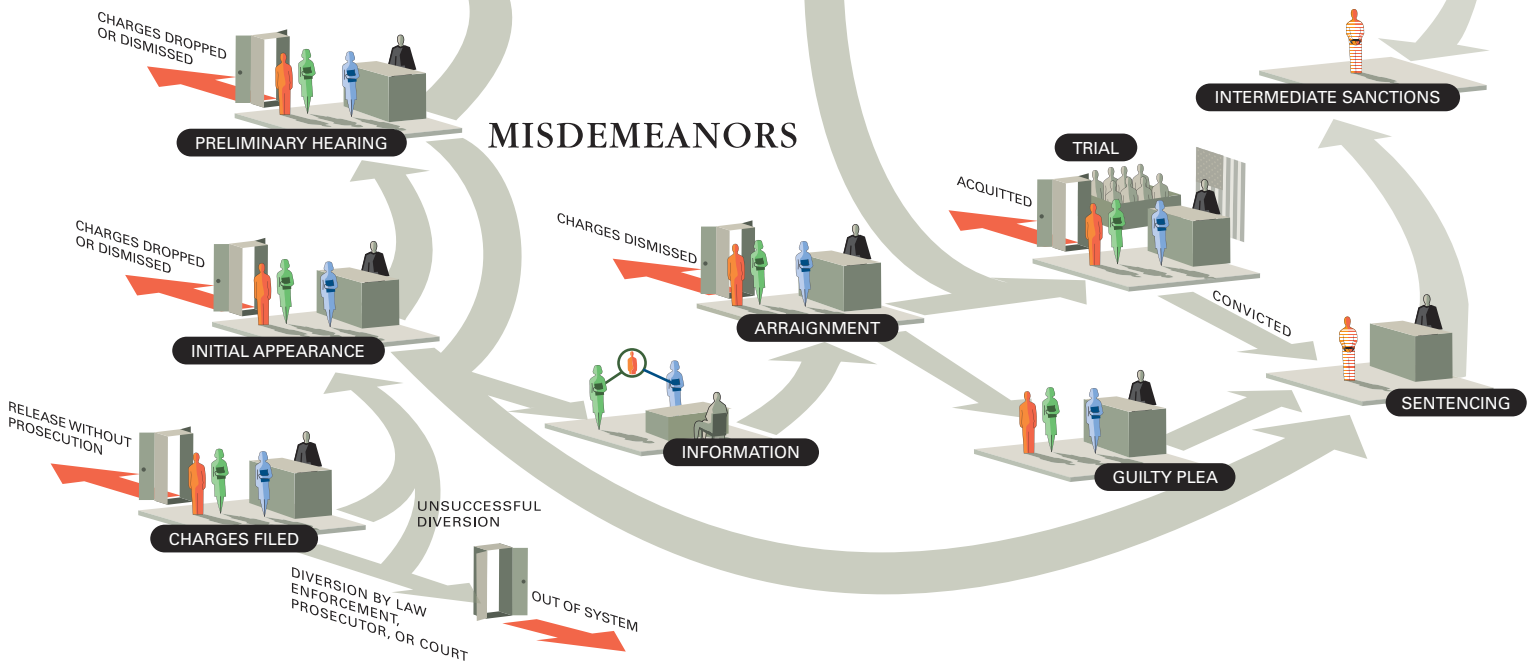 CHARGES DROPPED
OR DISMISSED
PRELIMINARY HEARING
MISDEMEANORS
INTERMEDIATE SANCTIONS
TRIAL
ACQUITTED
CHARGES DROPPED
OR DISMISSED
CHARGES DISMISSED
INITIAL APPEARANCE
ARRAIGNMENT
CONVICTED
SENTENCING
RELEASE WITHOUT
PROSECUTION
INFORMATION
GUILTY PLEA
CHARGES FILED
UNSUCCESSFUL
DIVERSION
DIVERSION BY LAW
ENFORCEMENT,
PROSECUTOR, OR COURT
OUT OF SYSTEM